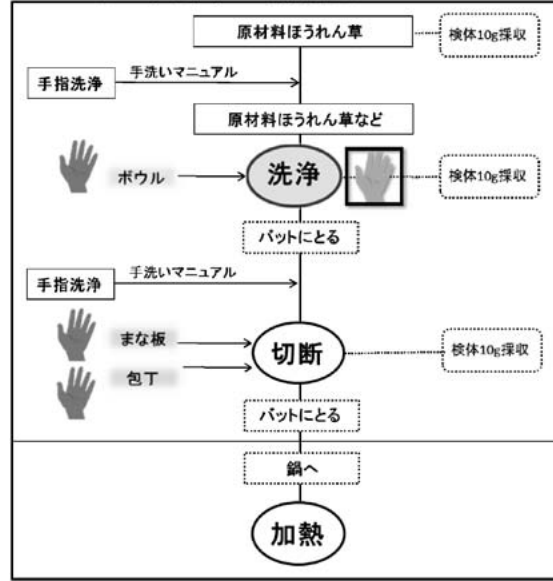 原材料ほうれん草
検体10g採収
手洗いマニュアル
手指洗浄
原材料ほうれん草など
ボウル
洗浄
検体10g採収
バットにとる
手洗いマニュアル
手指洗浄
まな板
切断
検体10g採収
包丁
バットにとる
鍋へ
加熱